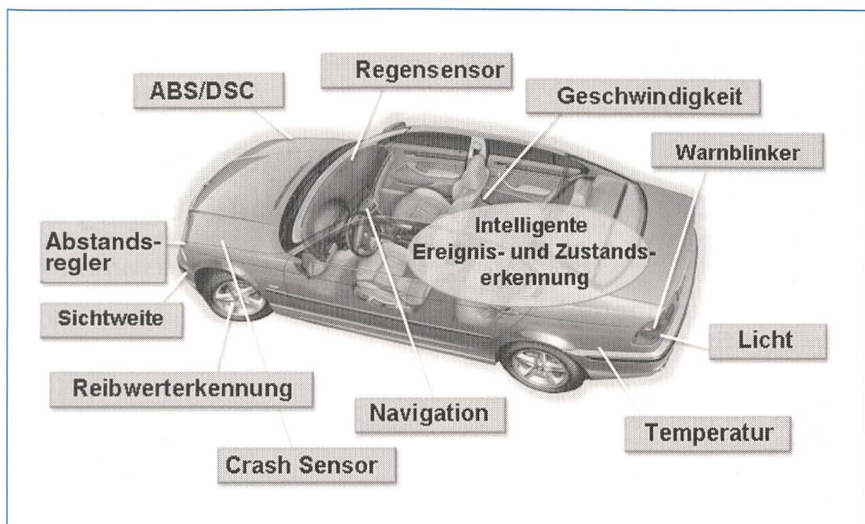 Regensensor
ABS/DSC
Geschwindigkeit
Warnblinker
Intelligente
Ereignis- und Zustands-
erkennung
Abstands-
regler
Sichtweite
Licht
Reibwerterkennung
Navigation
Temperatur
Crash Sensor